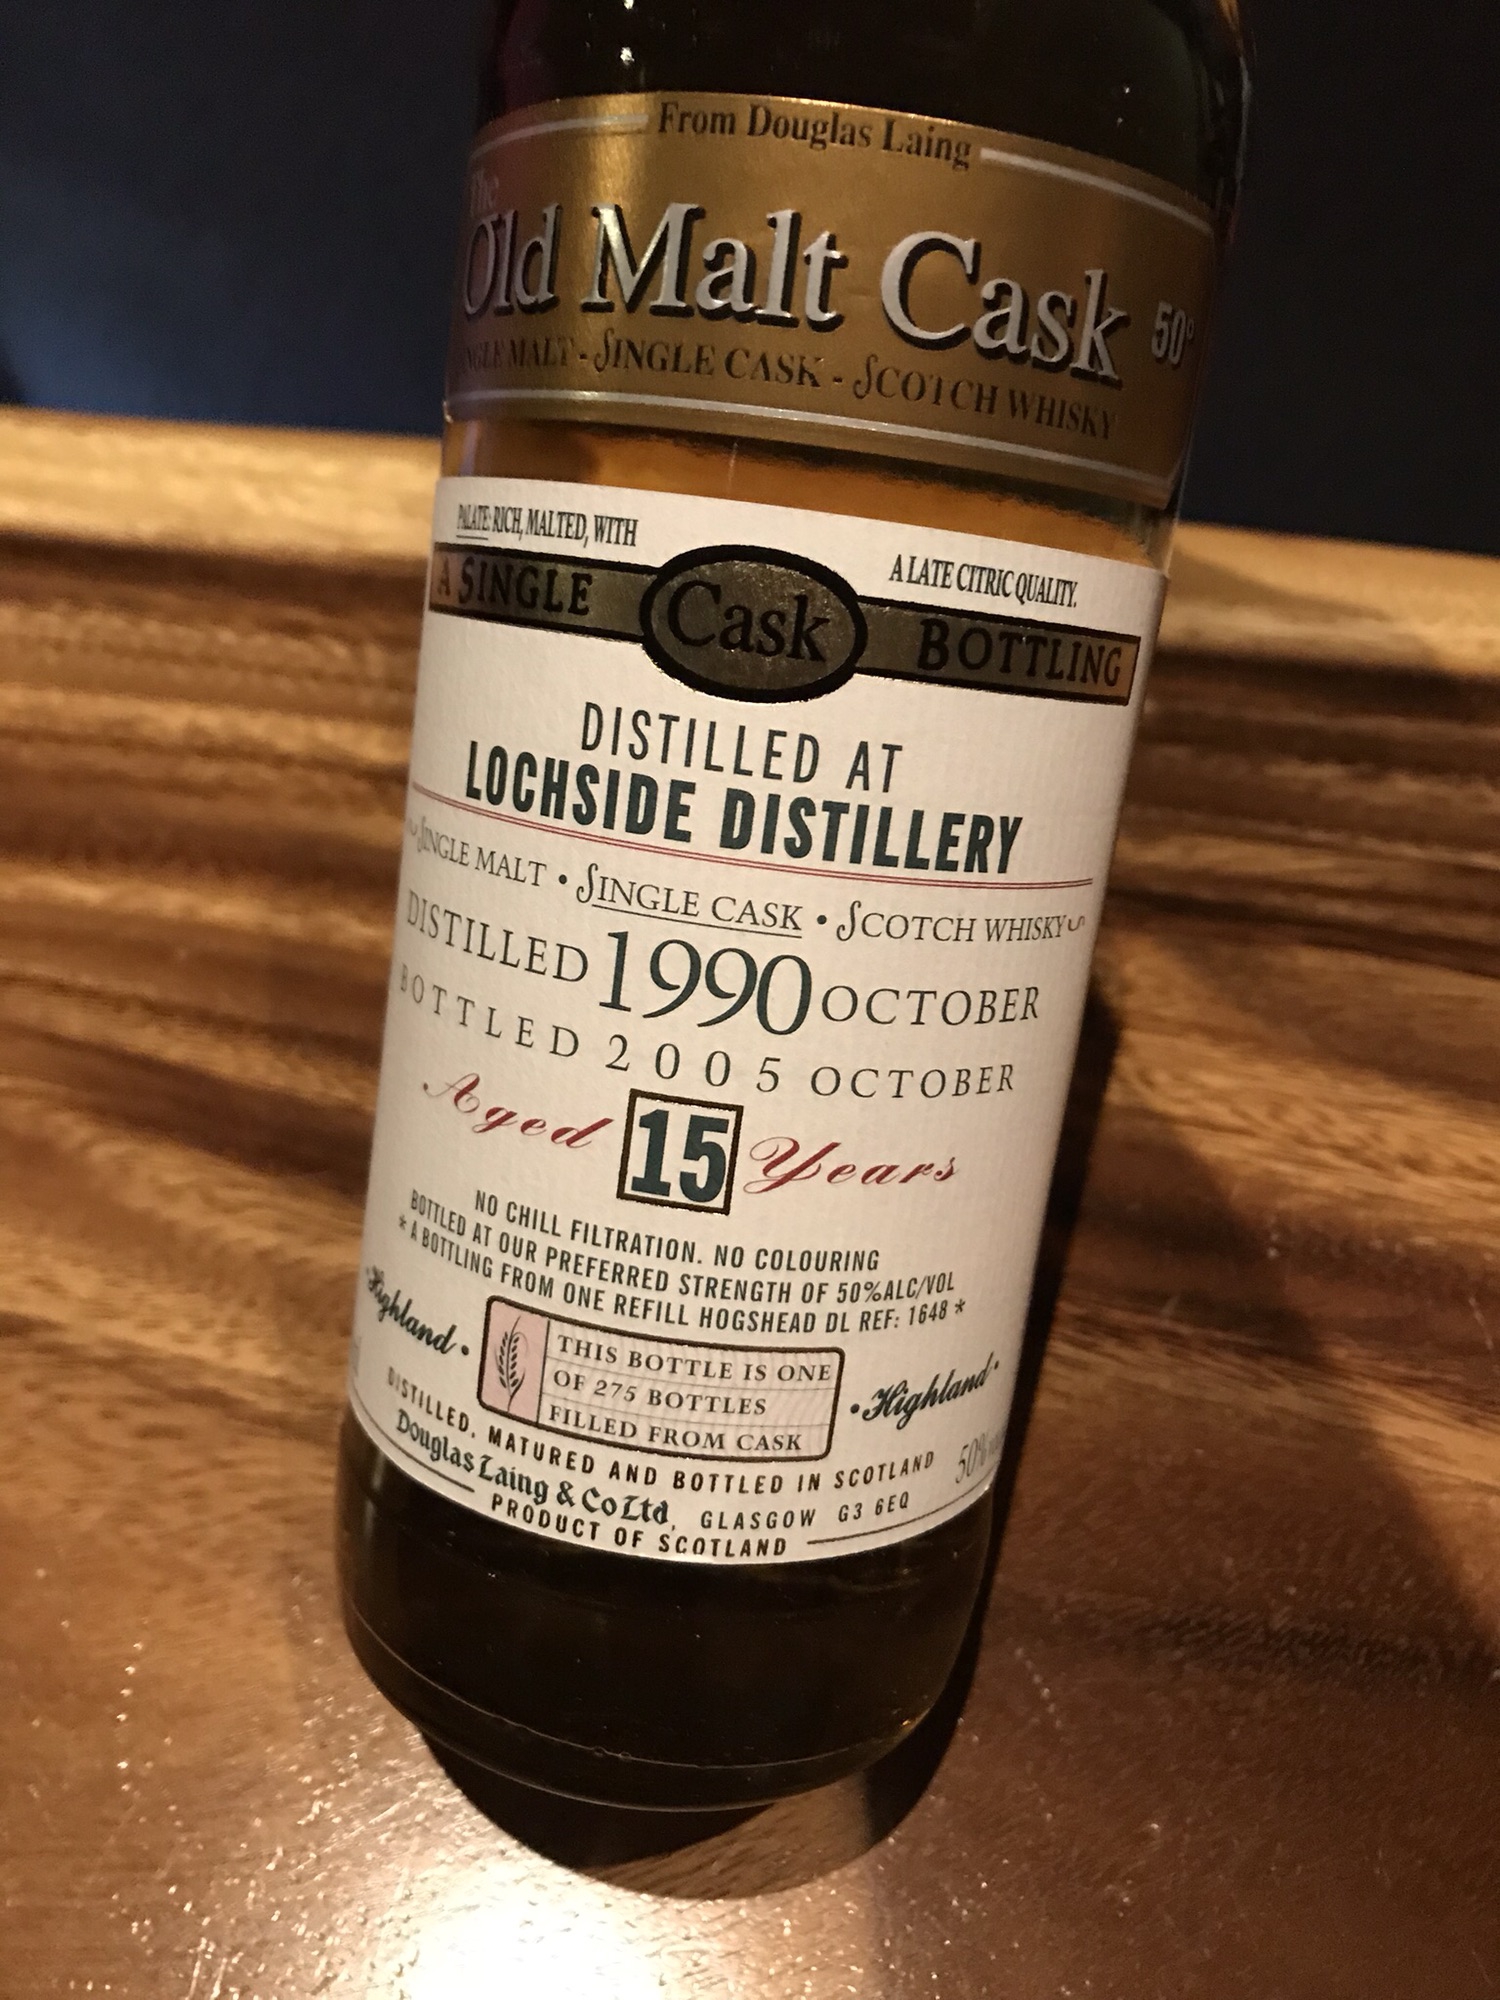 From Douglas Laing
The
Old Malt Cask 50°
SINGLE MALT - SINGLE CASK - SCOTCH WHISKY
PALATE: RICH, MALTED, WITH
A LATE CITRIC QUALITY.
A SINGLE Cask BOTTLING
DISTILLED AT
LOCHSIDE DISTILLERY
SINGLE MALT • SINGLE CASK • SCOTCH WHISKY
DISTILLED 1990 OCTOBER
BOTTLED 2005 OCTOBER
Aged 15 Years
NO CHILL FILTRATION. NO COLOURING
BOTTLED AT OUR PREFERRED STRENGTH OF 50%ALC/VOL
* A BOTTLING FROM ONE REFILL HOGSHEAD DL REF: 1648 *
•Highland•
THIS BOTTLE IS ONE
OF 275 BOTTLES
FILLED FROM CASK
•Highland•
DISTILLED, MATURED AND BOTTLED IN SCOTLAND
50%
Douglas Laing & Co Ltd, GLASGOW G3 6EQ
PRODUCT OF SCOTLAND